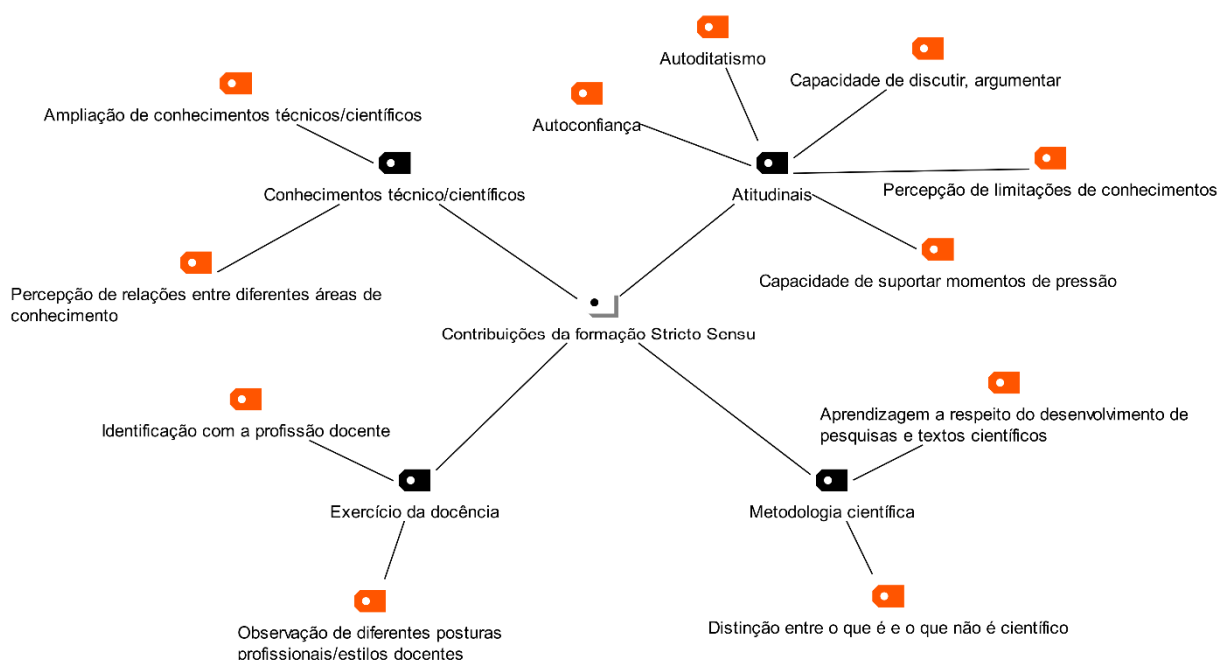 Autoditatismo
Capacidade de discutir, argumentar
Ampliação de conhecimentos técnicos/científicos
Autoconfiança
Conhecimentos técnico/científicos
Atitudinais
Percepção de limitações de conhecimentos
Capacidade de suportar momentos de pressão
Percepção de relações entre diferentes áreas de
conhecimento
Contribuições da formação Stricto Sensu
Identificação com a profissão docente
Aprendizagem a respeito do desenvolvimento de
pesquisas e textos científicos
Exercício da docência
Metodologia científica
Observação de diferentes posturas
profissionais/estilos docentes
Distinção entre o que é e o que não é científico